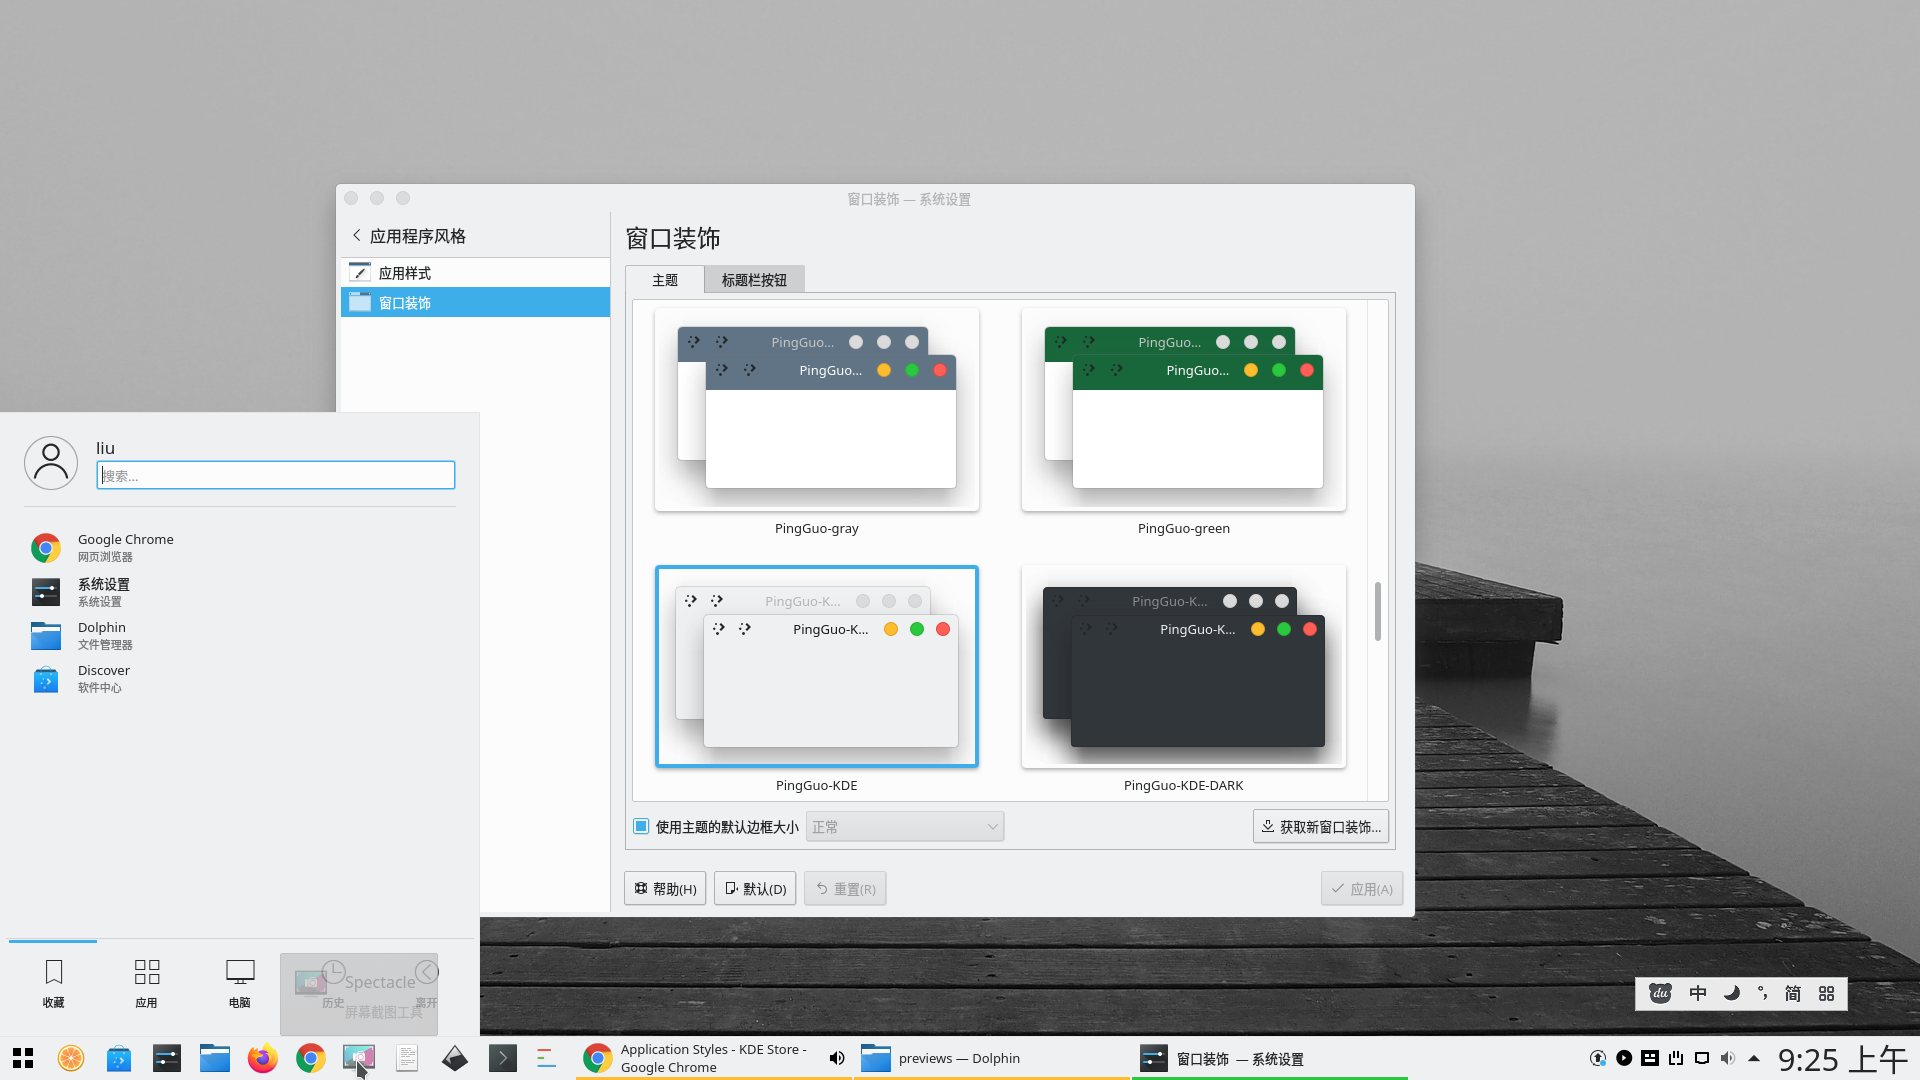 窗口装饰 — 系统设置
应用程序风格
应用样式
窗口装饰
窗口装饰
主题
标题栏按钮
PingGuo...
PingGuo...
PingGuo-gray
PingGuo...
PingGuo...
PingGuo-green
PingGuo-K...
PingGuo-K...
PingGuo-KDE
PingGuo-K...
PingGuo-K...
PingGuo-KDE-DARK
使用主题的默认边框大小
正常
获取新窗口装饰...
帮助(H)
默认(D)
重置(R)
应用(A)
liu
搜索...
Google Chrome
网页浏览器
系统设置
系统设置
Dolphin
文件管理器
Discover
软件中心
收藏
应用
电脑
历史
离开
Spectacle
屏幕截图工具
du 中 °, 简
Application Styles - KDE Store -
Google Chrome
previews — Dolphin
窗口装饰 — 系统设置
9:25 上午